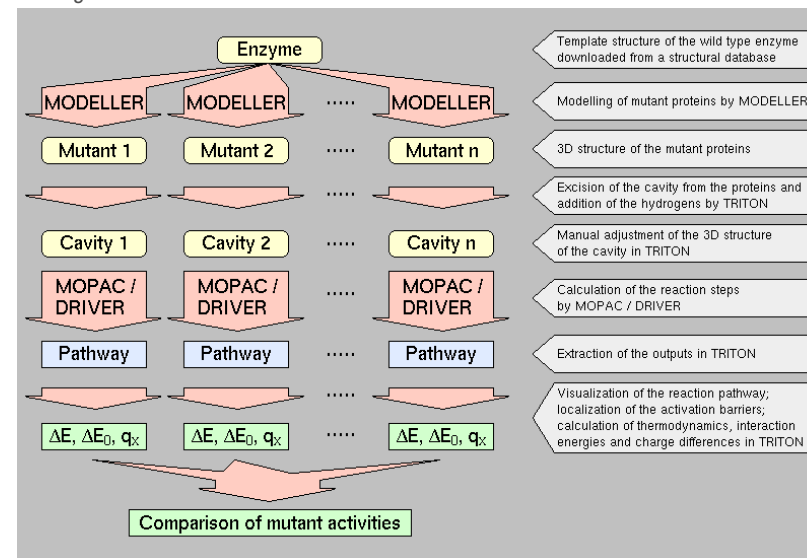 Enzyme
Template structure of the wild type enzyme
downloaded from a structural database
MODELLER MODELLER ..... MODELLER
Modelling of mutant proteins by MODELLER
Mutant 1 Mutant 2 ..... Mutant n
3D structure of the mutant proteins
.....
Excision of the cavity from the proteins and
addition of the hydrogens by TRITON
Cavity 1 Cavity 2 ..... Cavity n
Manual adjustment of the 3D structure
of the cavity in TRITON
MOPAC / MOPAC / ..... MOPAC /
DRIVER DRIVER DRIVER
Calculation of the reaction steps
by MOPAC / DRIVER
Pathway Pathway ..... Pathway
Extraction of the outputs in TRITON
.....
Visualization of the reaction pathway;
localization of the activation barriers;
calculation of thermodynamics, interaction
energies and charge differences in TRITON
ΔE, ΔE₀, qₓ ΔE, ΔE₀, qₓ ..... ΔE, ΔE₀, qₓ
Comparison of mutant activities